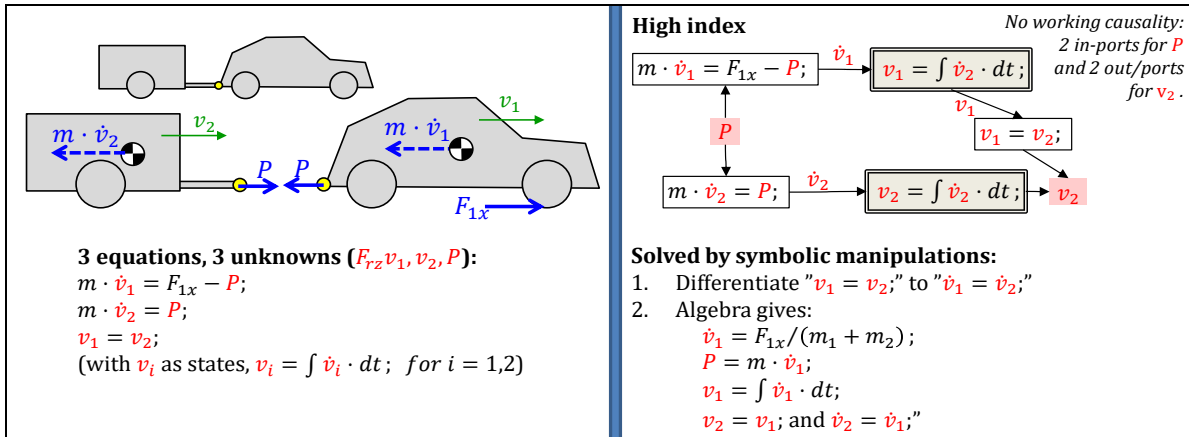 v₂
v₁
m · v̇₂
m · v̇₁
P
P
F₁ₓ
3 equations, 3 unknowns (F_rz v₁, v₂, P):
m · v̇₁ = F₁ₓ − P;
m · v̇₂ = P;
v₁ = v₂;
(with vᵢ as states, vᵢ = ∫ v̇ᵢ · dt ; for i = 1,2)
High index
No working causality:
2 in-ports for P
and 2 out/ports
for v₂ .
m · v̇₁ = F₁ₓ − P;
v̇₁
v₁ = ∫ v̇₂ · dt ;
v₁
v₁ = v₂;
P
m · v̇₂ = P;
v̇₂
v₂ = ∫ v̇₂ · dt ;
v₂
Solved by symbolic manipulations:
1. Differentiate ”v₁ = v₂;” to ”v̇₁ = v̇₂;”
2. Algebra gives:
v̇₁ = F₁ₓ/(m₁ + m₂) ;
P = m · v̇₁;
v₁ = ∫ v̇₁ · dt;
v₂ = v₁; and v̇₂ = v̇₁;”